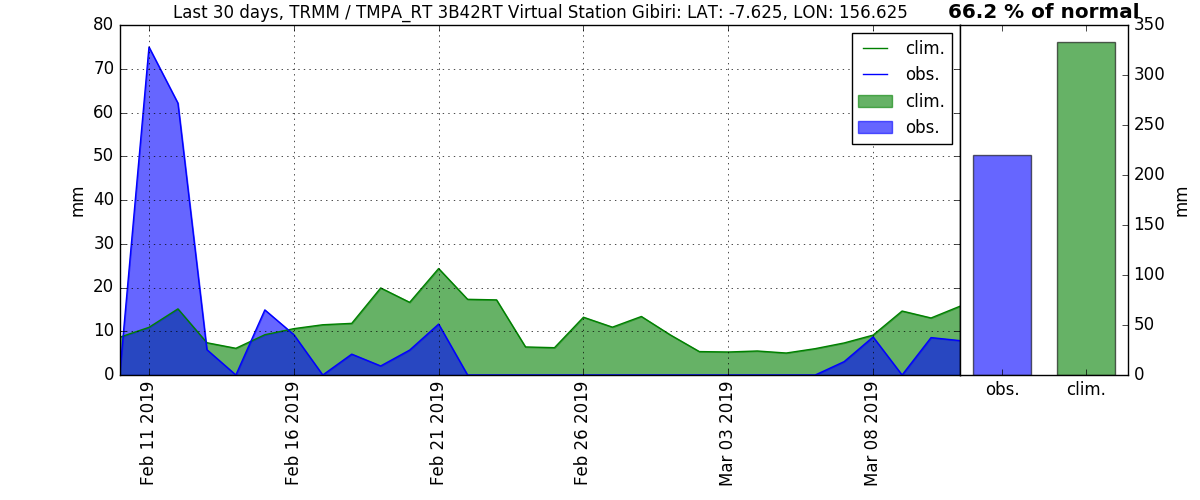 Last 30 days, TRMM / TMPA_RT 3B42RT Virtual Station Gibiri: LAT: -7.625, LON: 156.625
66.2 % of normal
80
70
60
50
40
30
20
10
0
mm
clim.
obs.
clim.
obs.
350
300
250
200
150
100
50
0
mm
Feb 11 2019
Feb 16 2019
Feb 21 2019
Feb 26 2019
Mar 03 2019
Mar 08 2019
obs.
clim.